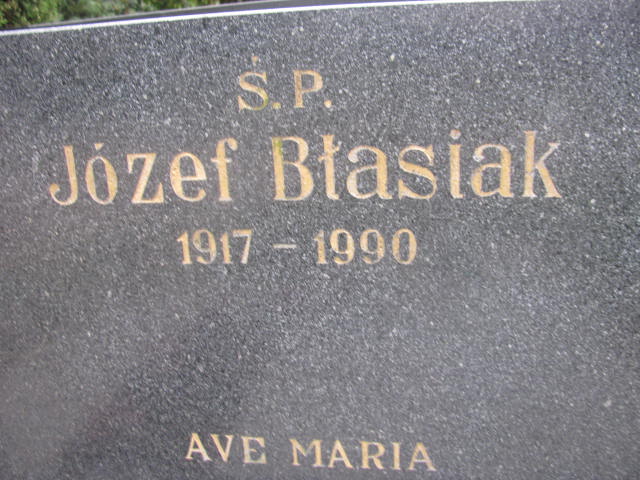 Ś.P.
Józef Błasiak
1917 - 1990
AVE MARIA